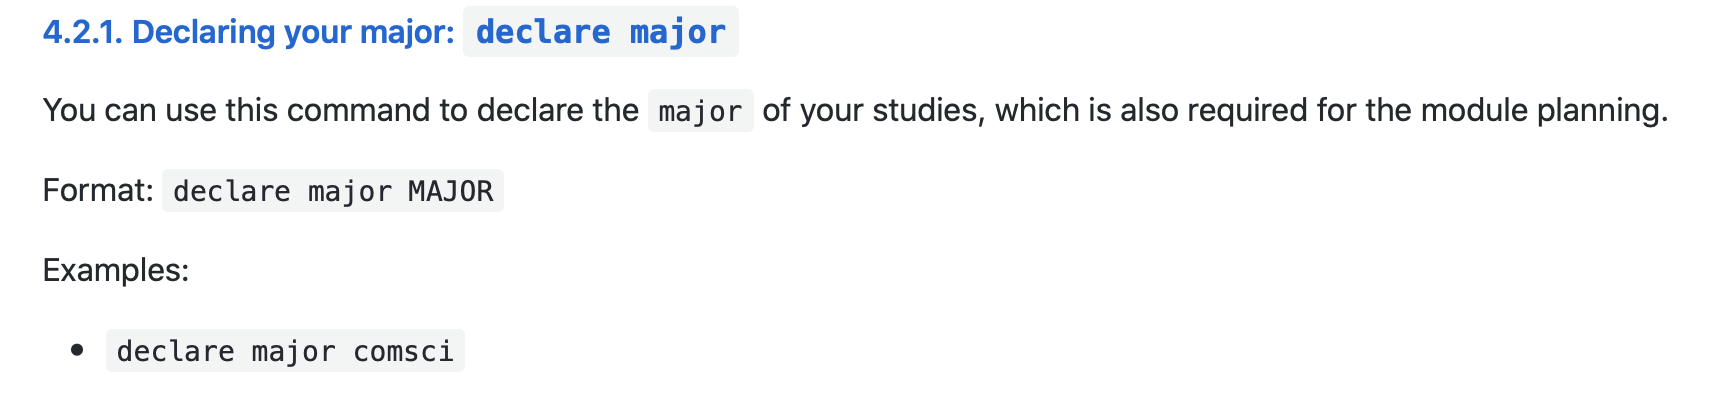 4.2.1. Declaring your major: declare major
You can use this command to declare the major of your studies, which is also required for the module planning.
Format: declare major MAJOR
Examples:
• declare major comsci